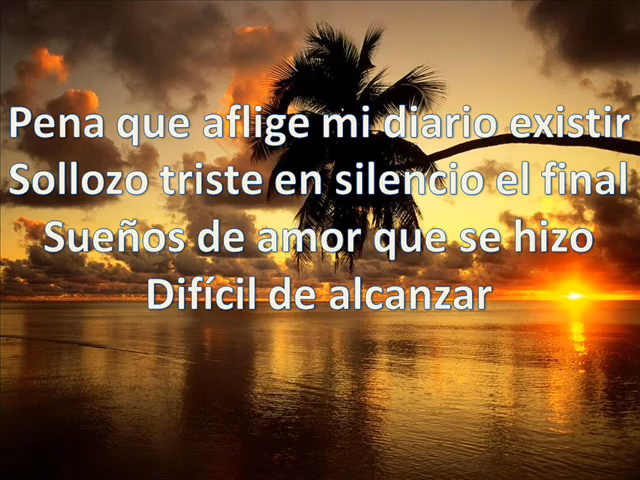 Pena que aflige mi diario existir
Sollozo triste en silencio el final
Sueños de amor que se hizo
Difícil de alcanzar